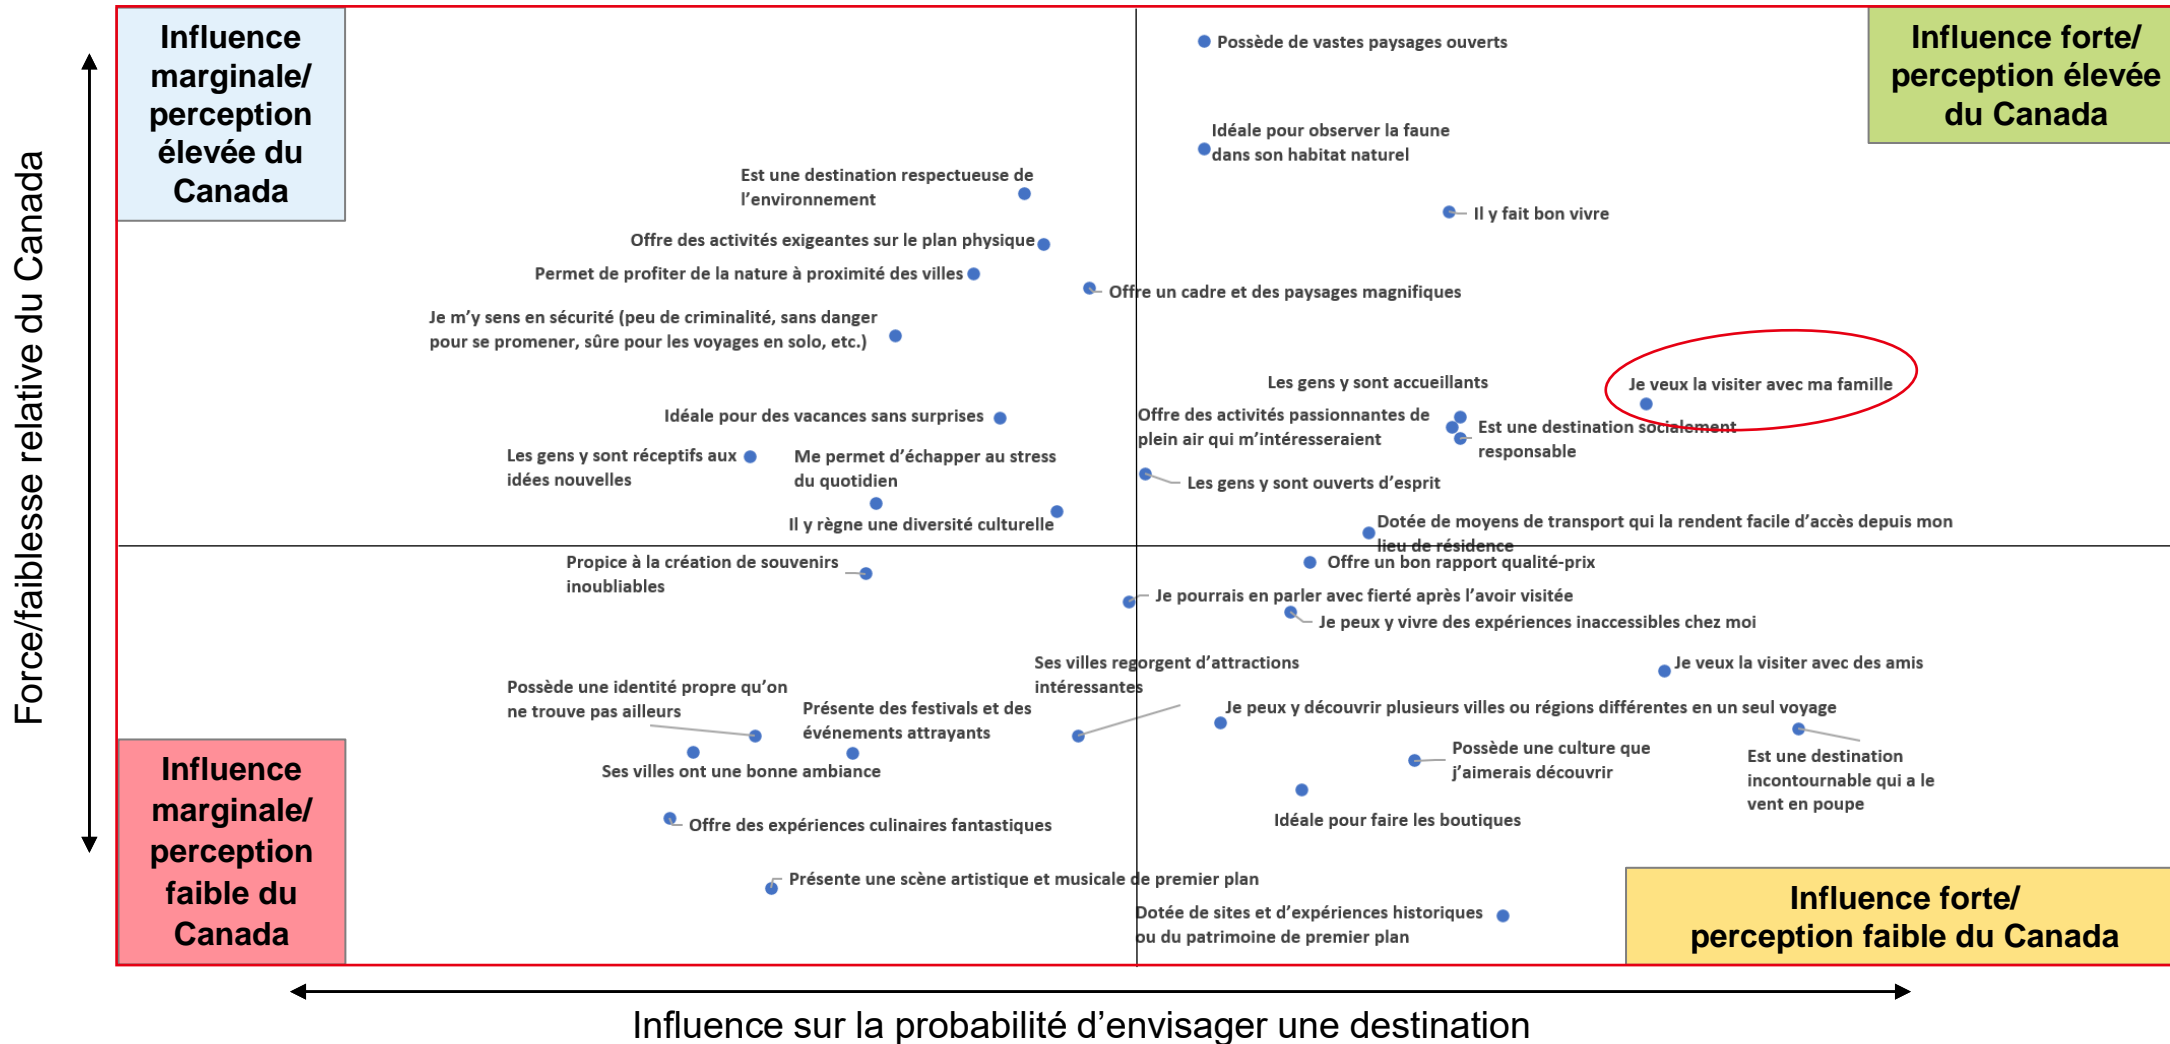 Influence
marginale/
perception
élevée du
Canada
Influence forte/
perception élevée
du Canada
Force/faiblesse relative du Canada
Possède de vastes paysages ouverts
Idéale pour observer la faune
dans son habitat naturel
Est une destination respectueuse de
l’environnement
Il y fait bon vivre
Offre des activités exigeantes sur le plan physique
Permet de profiter de la nature à proximité des villes
Offre un cadre et des paysages magnifiques
Je m’y sens en sécurité (peu de criminalité, sans danger
pour se promener, sûre pour les voyages en solo, etc.)
Les gens y sont accueillants
Je veux la visiter avec ma famille
Idéale pour des vacances sans surprises
Offre des activités passionnantes de
plein air qui m’intéresseraient
Est une destination socialement
responsable
Les gens y sont réceptifs aux
idées nouvelles
Me permet d’échapper au stress
du quotidien
Les gens y sont ouverts d’esprit
Il y règne une diversité culturelle
Dotée de moyens de transport qui la rendent facile d’accès depuis mon
lieu de résidence
Propice à la création de souvenirs
inoubliables
Offre un bon rapport qualité-prix
Je pourrais en parler avec fierté après l’avoir visitée
Je peux y vivre des expériences inaccessibles chez moi
Ses villes regorgent d’attractions
intéressantes
Je veux la visiter avec des amis
Possède une identité propre qu’on
ne trouve pas ailleurs
Présente des festivals et des
événements attrayants
Je peux y découvrir plusieurs villes ou régions différentes en un seul voyage
Possède une culture que
j’aimerais découvrir
Est une destination
incontournable qui a le
vent en poupe
Ses villes ont une bonne ambiance
Offre des expériences culinaires fantastiques
Idéale pour faire les boutiques
Présente une scène artistique et musicale de premier plan
Dotée de sites et d’expériences historiques
ou du patrimoine de premier plan
Influence
marginale/
perception
faible du
Canada
Influence forte/
perception faible du Canada
Influence sur la probabilité d’envisager une destination